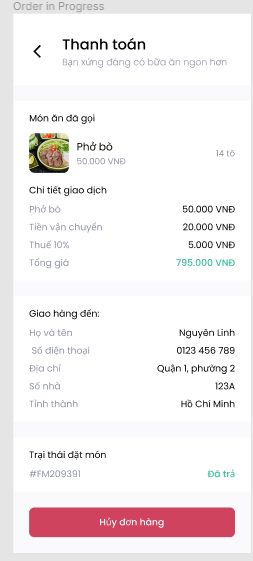 Order in Progress
Thanh toán
Bạn xứng đáng có bữa ăn ngon hơn
Món ăn đã gọi
Phở bò
50.000 VNĐ
14 tô
Chi tiết giao dịch
Phở bò 50.000 VNĐ
Tiền vận chuyển 20.000 VNĐ
Thuế 10% 5.000 VNĐ
Tổng giá 795.000 VNĐ
Giao hàng đến:
Họ và tên Nguyên Linh
Số điện thoại 0123 456 789
Địa chỉ Quận 1, phường 2
Số nhà 123A
Tỉnh thành Hồ Chí Minh
Trại thái đặt món
#FM209391 Đã trả
Hủy đơn hàng